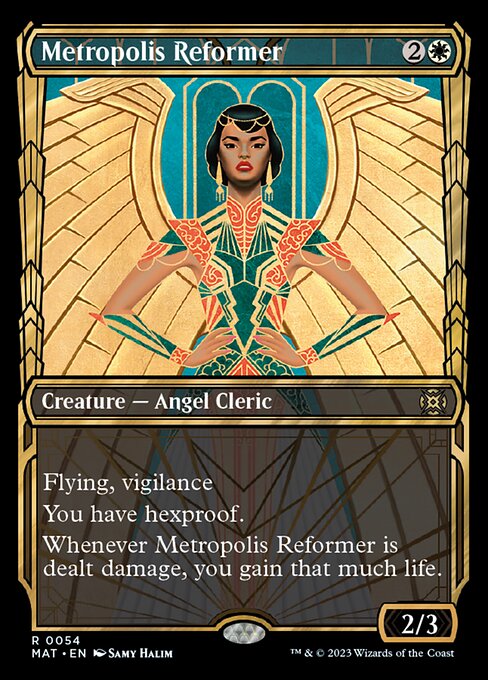 Metropolis Reformer 2
Creature — Angel Cleric
Flying, vigilance
You have hexproof.
Whenever Metropolis Reformer is
dealt damage, you gain that much life.
2/3
R 0054
MAT • EN Samy Halim
™ & © 2023 Wizards of the Coast